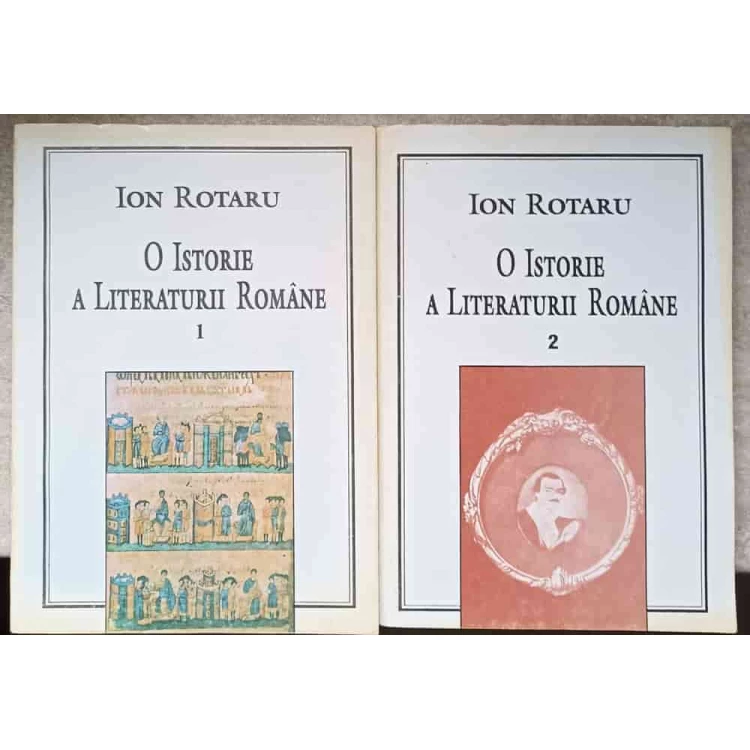 ION ROTARU
O ISTORIE
A LITERATURII ROMÂNE
1
ION ROTARU
O ISTORIE
A LITERATURII ROMÂNE
2